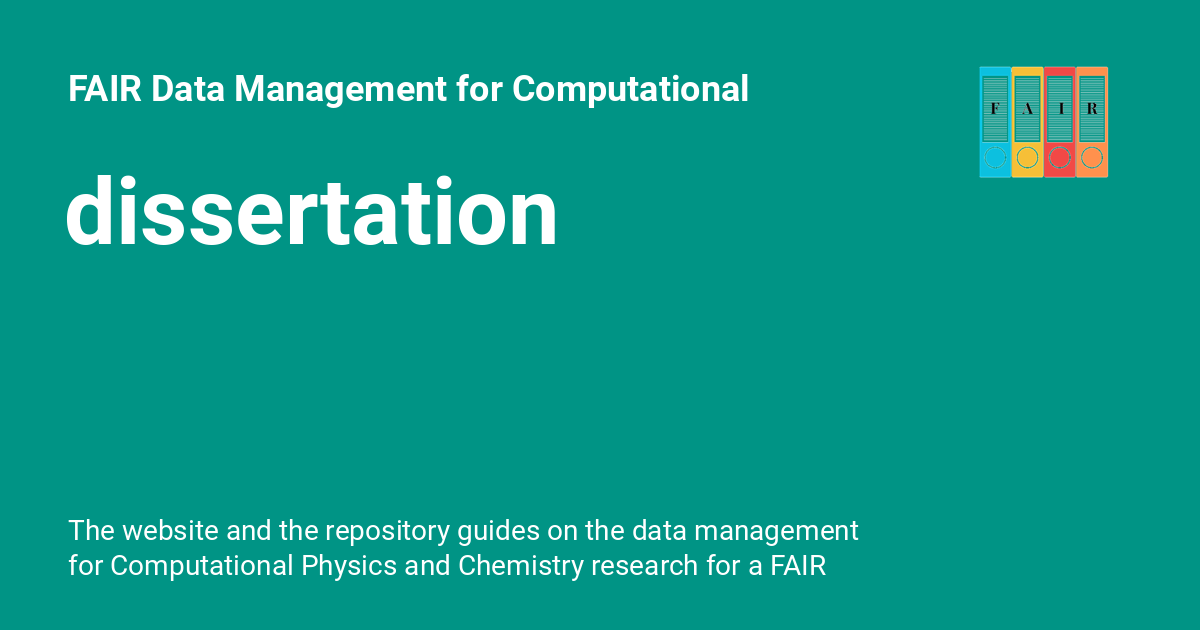 FAIR Data Management for Computational
F A I R
dissertation
The website and the repository guides on the data management
for Computational Physics and Chemistry research for a FAIR